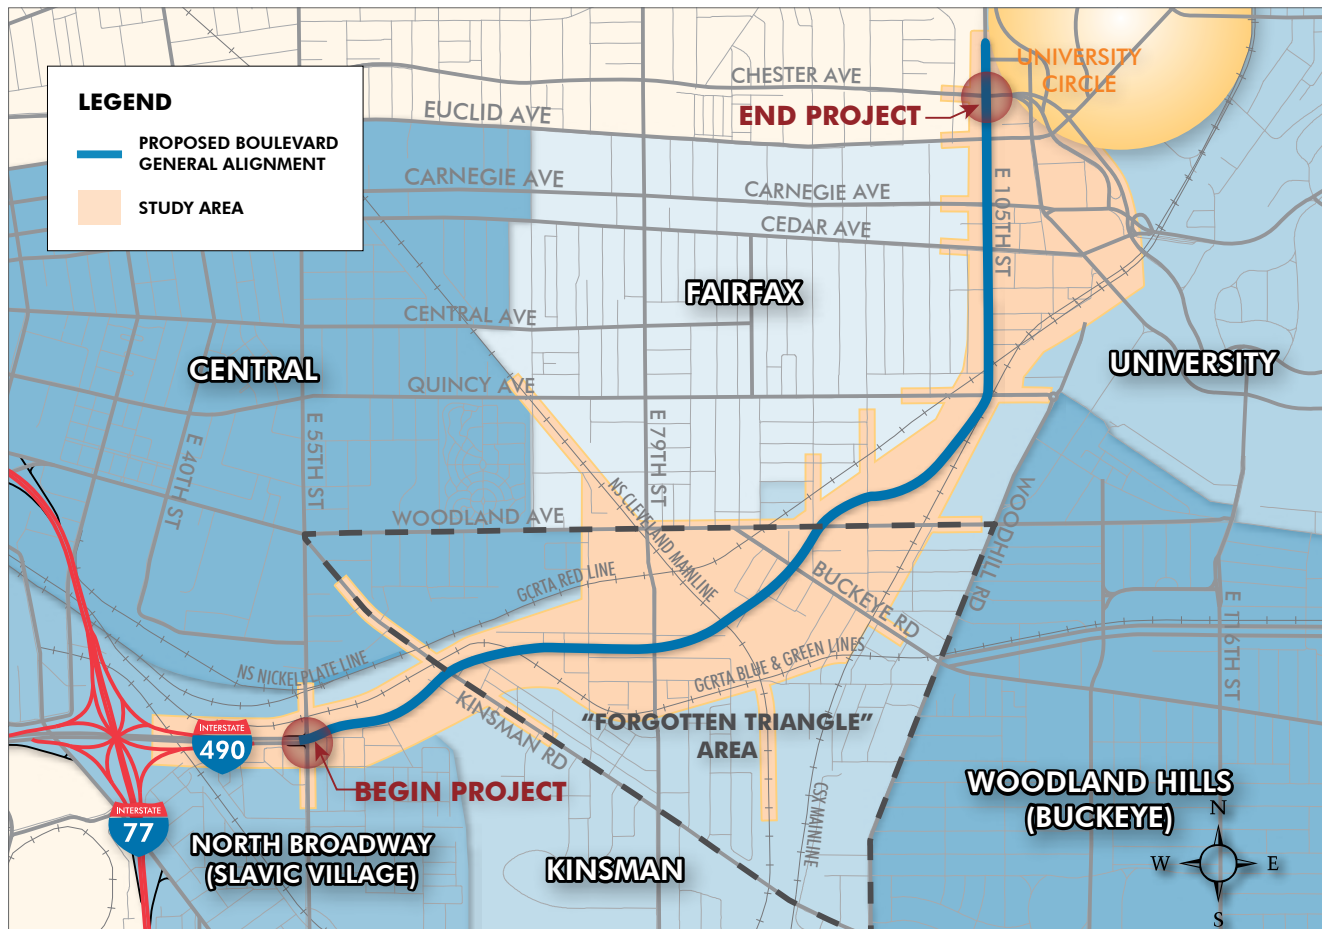 UNIVERSITY
CIRCLE
CHESTER AVE
LEGEND
PROPOSED BOULEVARD
GENERAL ALIGNMENT
STUDY AREA
EUCLID AVE
END PROJECT
CARNEGIE AVE
CARNEGIE AVE
CEDAR AVE
E 105TH ST
FAIRFAX
CENTRAL AVE
CENTRAL
UNIVERSITY
QUINCY AVE
E 40TH ST
E 55TH ST
E 79TH ST
NS CLEVELAND MAINLINE
WOODLAND AVE
WOODHILL RD
GCRTA RED LINE
BUCKEYE RD
E 116TH ST
NS NICKELPLATE LINE
GCRTA BLUE & GREEN LINES
KINSMAN RD
"FORGOTTEN TRIANGLE"
AREA
INTERSTATE
490
BEGIN PROJECT
INTERSTATE
77
CSX MAINLINE
WOODLAND HILLS
(BUCKEYE)
NORTH BROADWAY
(SLAVIC VILLAGE)
KINSMAN
N
W
E
S